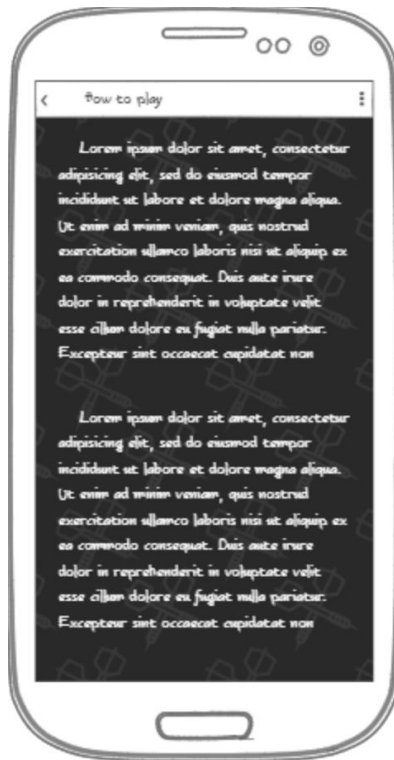 How to play
Lorem ipsum dolor sit amet, consectetur
adipisicing elit, sed do eiusmod tempor
incididunt ut labore et dolore magna aliqua.
Ut enim ad minim veniam, quis nostrud
exercitation ullamco laboris nisi ut aliquip ex
ea commodo consequat. Duis aute irure
dolor in reprehenderit in voluptate velit
esse cillum dolore eu fugiat nulla pariatur.
Excepteur sint occaecat cupidatat non
Lorem ipsum dolor sit amet, consectetur
adipisicing elit, sed do eiusmod tempor
incididunt ut labore et dolore magna aliqua.
Ut enim ad minim veniam, quis nostrud
exercitation ullamco laboris nisi ut aliquip ex
ea commodo consequat. Duis aute irure
dolor in reprehenderit in voluptate velit
esse cillum dolore eu fugiat nulla pariatur.
Excepteur sint occaecat cupidatat non